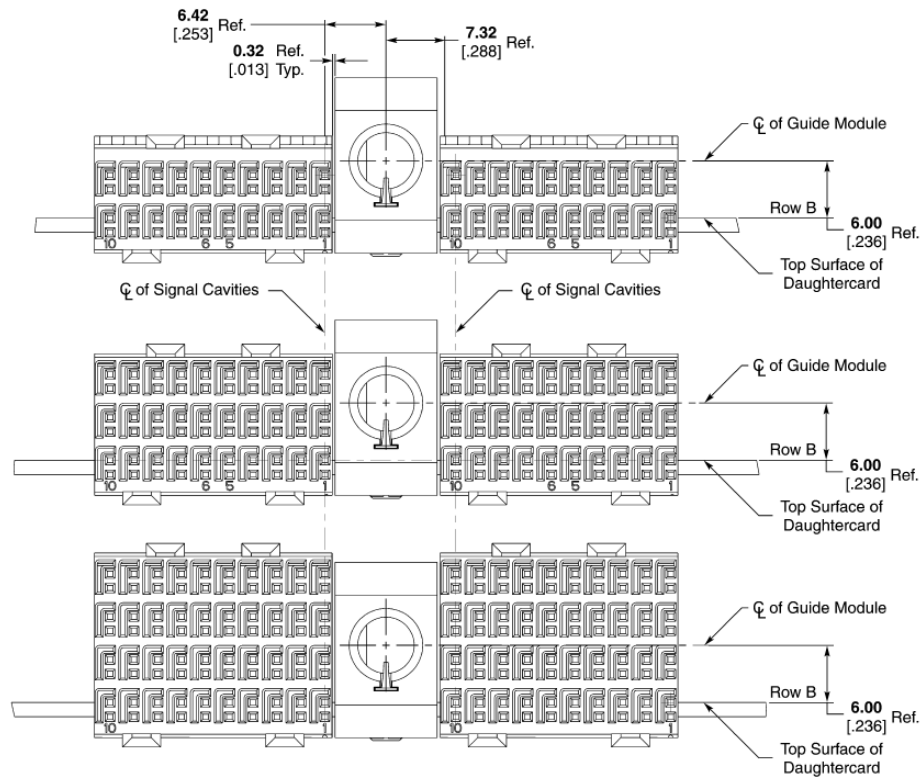 6.42
[.253] Ref.
7.32
[.288] Ref.
0.32 Ref.
[.013] Typ.
℄ of Guide Module
Row B
6.00
[.236] Ref.
10 6 5 1
10 6 5 1
Top Surface of
Daughtercard
℄ of Signal Cavities
℄ of Signal Cavities
℄ of Guide Module
Row B
6.00
[.236] Ref.
10 6 5 1
10 6 5 1
Top Surface of
Daughtercard
℄ of Guide Module
Row B
6.00
[.236] Ref.
10 1
10 1
Top Surface of
Daughtercard